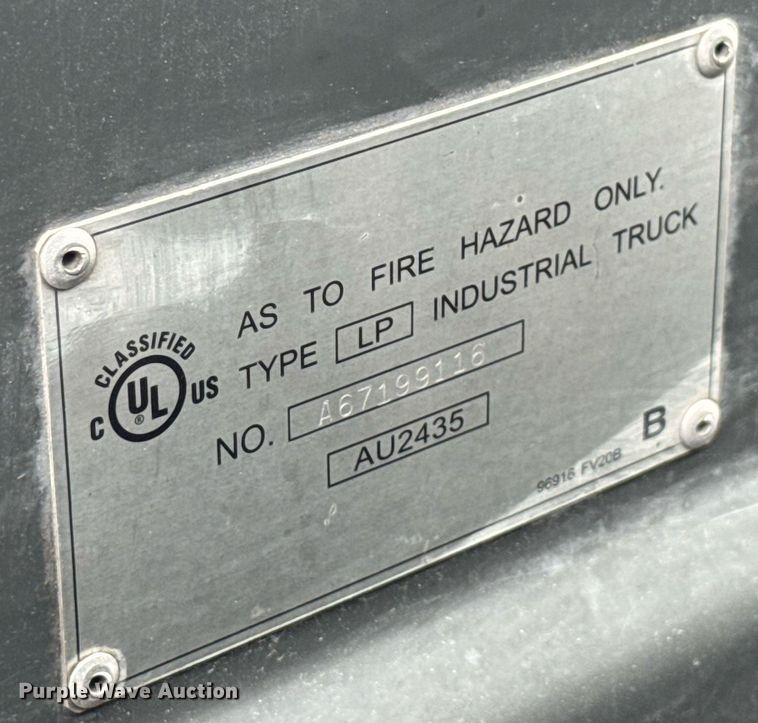 AS TO FIRE HAZARD ONLY.
CLASSIFIED
C UL ® US
TYPE LP INDUSTRIAL TRUCK
NO. A67199116
AU2435
96916 FV20B
B
Purple Wave Auction